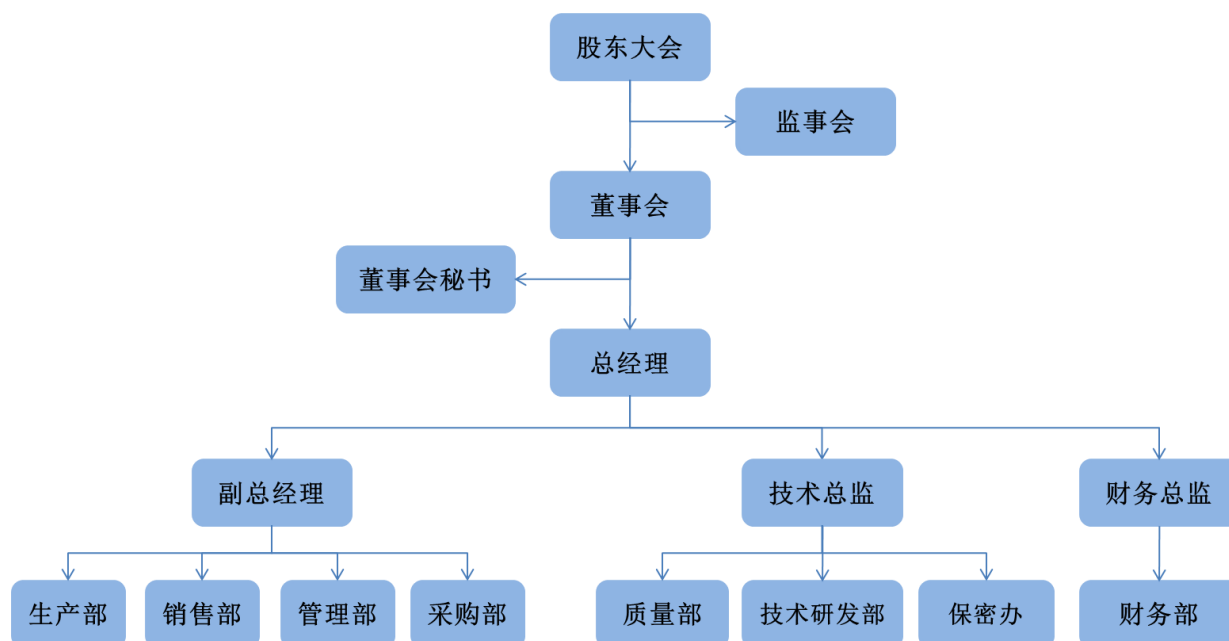 股东大会
监事会
董事会
董事会秘书
总经理
副总经理
技术总监
财务总监
生产部
销售部
管理部
采购部
质量部
技术研发部
保密办
财务部